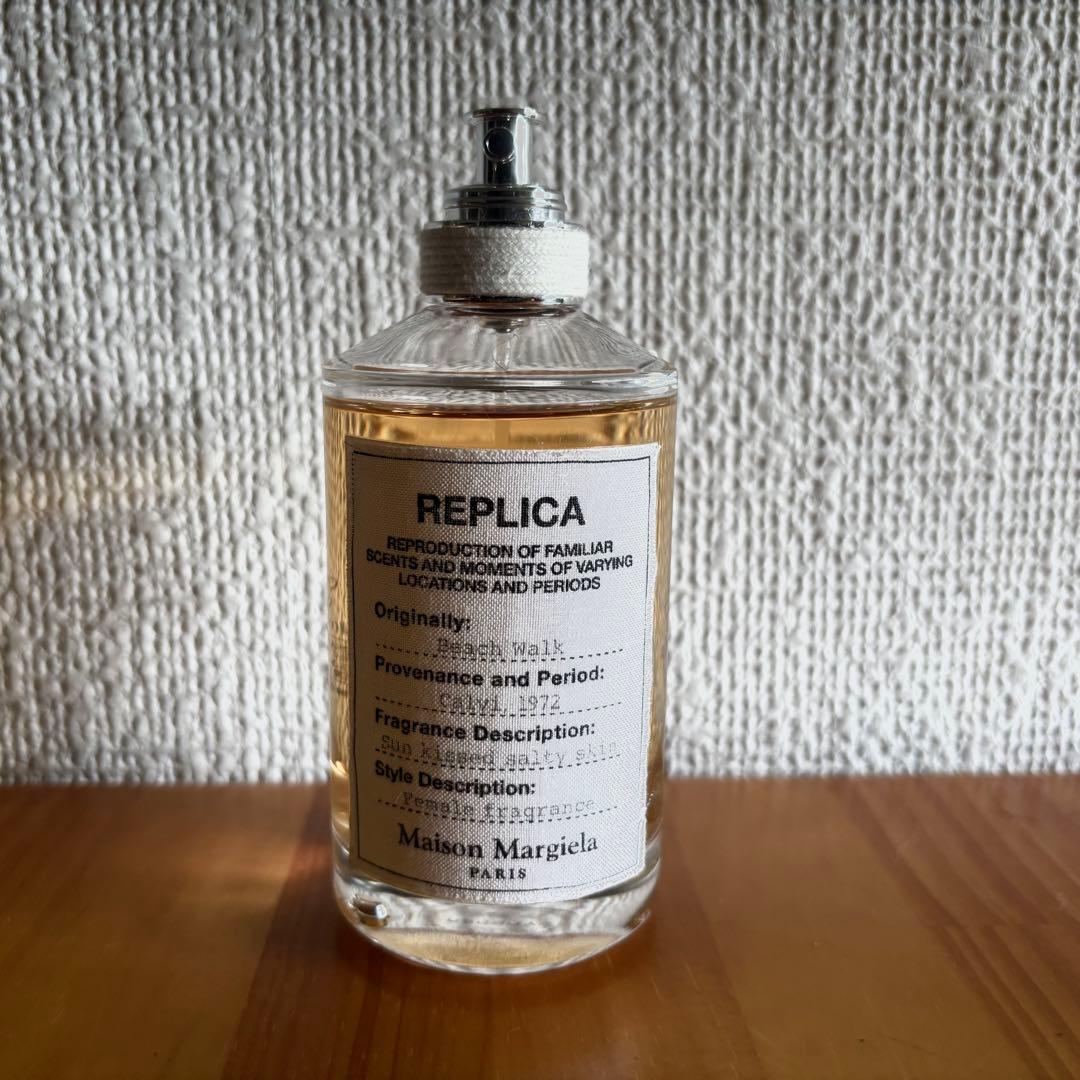 REPLICA
REPRODUCTION OF FAMILIAR
SCENTS AND MOMENTS OF VARYING
LOCATIONS AND PERIODS
Originally:
Beach Walk
Provenance and Period:
Calvi, 1972
Fragrance Description:
Sun kissed salty skin
Style Description:
Female fragrance
Maison Margiela
PARIS